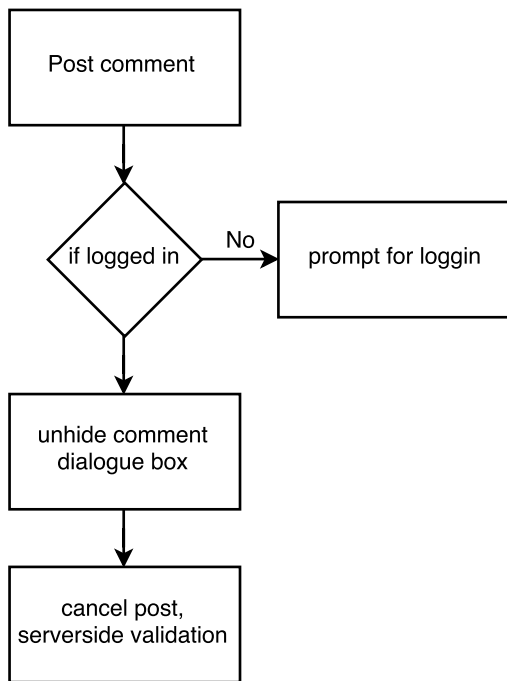 Post comment
if logged in
No
prompt for loggin
unhide comment
dialogue box
cancel post,
serverside validation